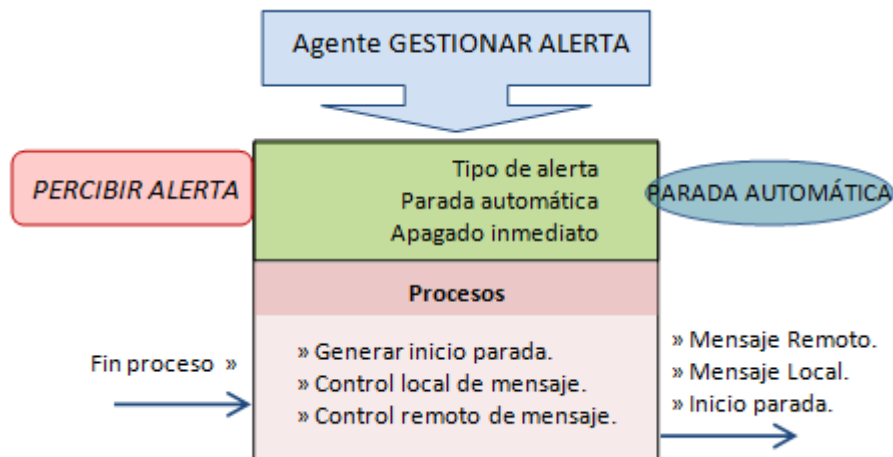 Agente GESTIONAR ALERTA
PERCIBIR ALERTA
Tipo de alerta
Parada automática
Apagado inmediato
PARADA AUTOMÁTICA
Procesos
Fin proceso »
» Generar inicio parada.
» Control local de mensaje.
» Control remoto de mensaje.
» Mensaje Remoto.
» Mensaje Local.
» Inicio parada.